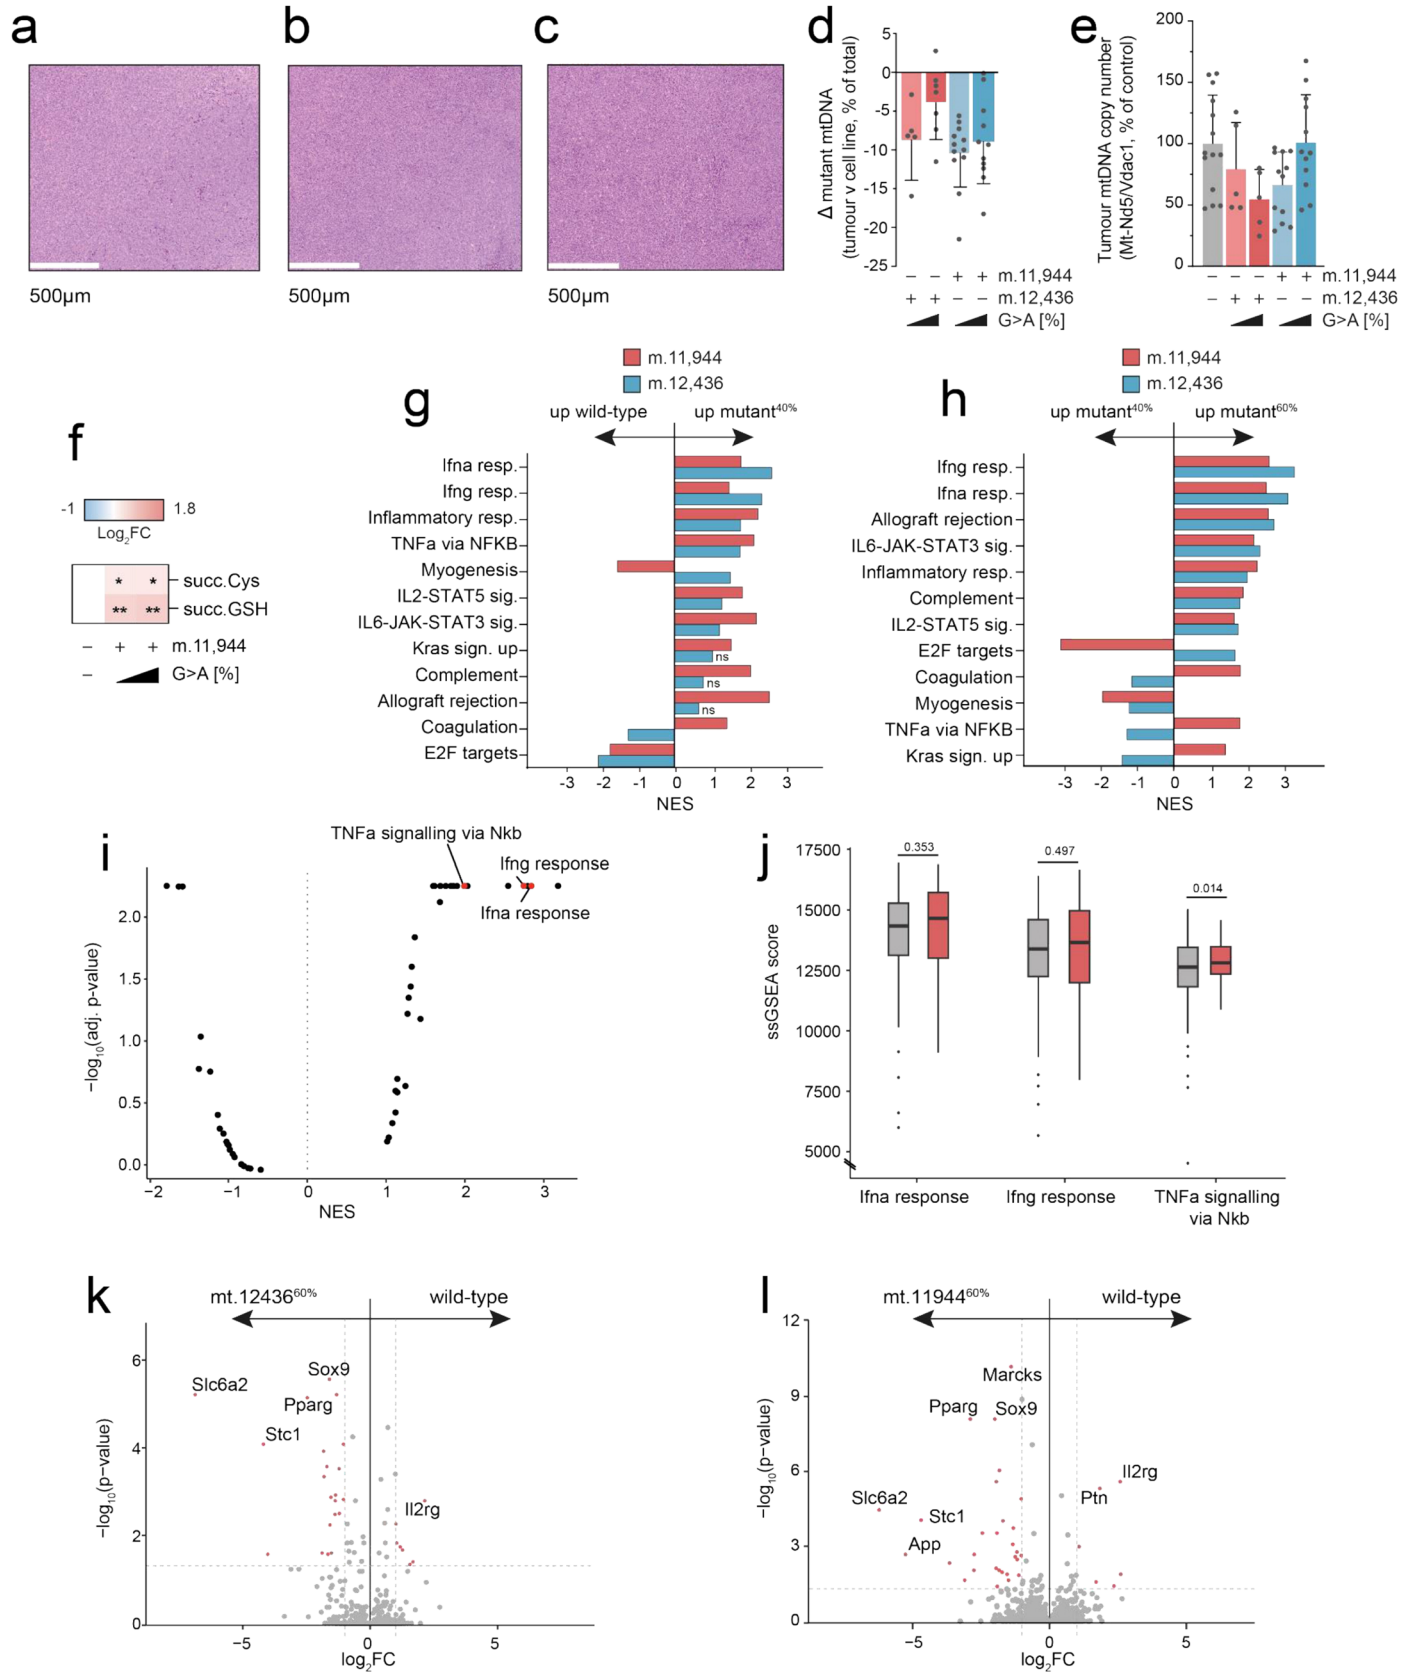 a
b
c
d
e
500μm
500μm
500μm
Δ mutant mtDNA
(tumour v cell line, % of total)
5
0
-5
-10
-15
-20
-25
− − + + m.11,944
+ + − − m.12,436
G>A [%]
Tumour mtDNA copy number
(Mt-Nd5/Vdac1, % of control)
200
150
100
50
0
− − − + + m.11,944
− + + − − m.12,436
G>A [%]
f
-1
1.8
Log2FC
* * succ.Cys
** ** succ.GSH
− + + m.11,944
− G>A [%]
g
m.11,944
m.12,436
up wild-type
up mutant40%
Ifna resp.
Ifng resp.
Inflammatory resp.
TNFa via NFKB
Myogenesis
IL2-STAT5 sig.
IL6-JAK-STAT3 sig.
Kras sign. up
ns
Complement
ns
Allograft rejection
ns
Coagulation
E2F targets
-3 -2 -1 0 1 2 3
NES
h
m.11,944
m.12,436
up mutant40%
up mutant60%
Ifng resp.
Ifna resp.
Allograft rejection
IL6-JAK-STAT3 sig.
Inflammatory resp.
Complement
IL2-STAT5 sig.
E2F targets
Coagulation
Myogenesis
TNFa via NFKB
Kras sign. up
-3 -2 -1 0 1 2 3
NES
i
TNFa signalling via Nkb
Ifng response
Ifna response
−log10(adj. p-value)
2.0
1.5
1.0
0.5
0.0
−2 −1 0 1 2 3
NES
j
ssGSEA score
17500
15000
12500
10000
7500
5000
0.353
0.497
0.014
Ifna response
Ifng response
TNFa signalling
via Nkb
k
mt.1243660%
wild-type
−log10(p−value)
6
4
2
0
Sox9
Slc6a2
Pparg
Stc1
Il2rg
−5 0 5
log2FC
l
mt.1194460%
wild-type
−log10(p−value)
12
9
6
3
0
Marcks
Pparg
Sox9
Il2rg
Slc6a2
Ptn
Stc1
App
−5 0 5
log2FC